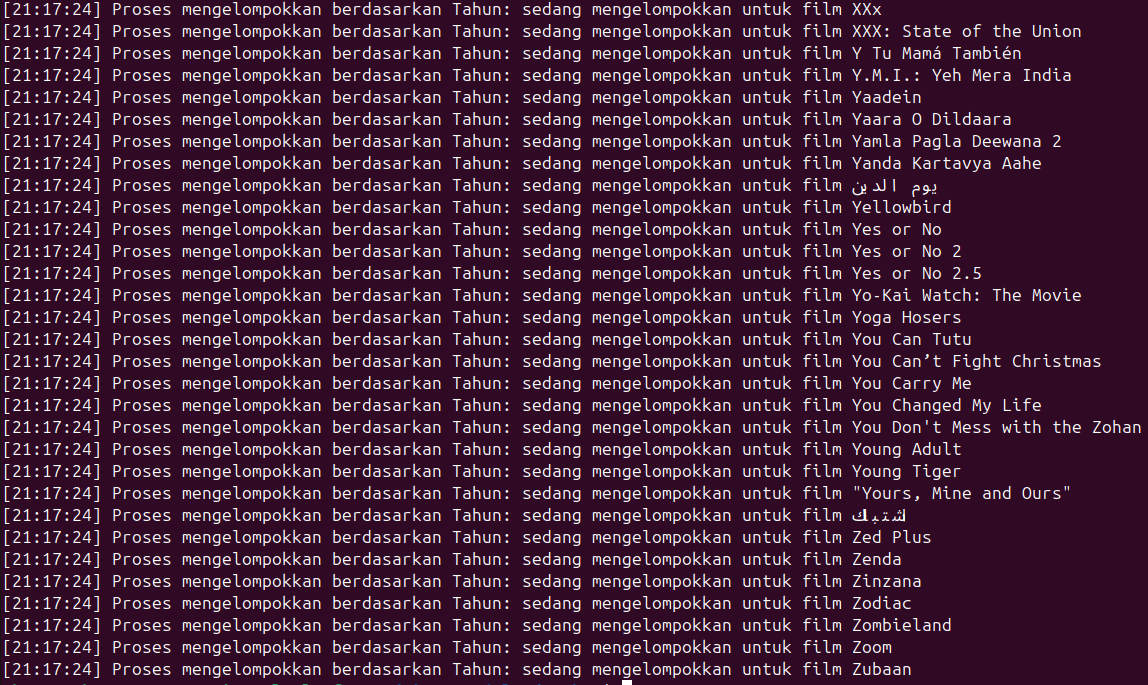 [21:17:24] Proses mengelompokkan berdasarkan Tahun: sedang mengelompokkan untuk film XXx
[21:17:24] Proses mengelompokkan berdasarkan Tahun: sedang mengelompokkan untuk film XXX: State of the Union
[21:17:24] Proses mengelompokkan berdasarkan Tahun: sedang mengelompokkan untuk film Y Tu Mamá También
[21:17:24] Proses mengelompokkan berdasarkan Tahun: sedang mengelompokkan untuk film Y.M.I.: Yeh Mera India
[21:17:24] Proses mengelompokkan berdasarkan Tahun: sedang mengelompokkan untuk film Yaadein
[21:17:24] Proses mengelompokkan berdasarkan Tahun: sedang mengelompokkan untuk film Yaara O Dildaara
[21:17:24] Proses mengelompokkan berdasarkan Tahun: sedang mengelompokkan untuk film Yamla Pagla Deewana 2
[21:17:24] Proses mengelompokkan berdasarkan Tahun: sedang mengelompokkan untuk film Yanda Kartavya Aahe
[21:17:24] Proses mengelompokkan berdasarkan Tahun: sedang mengelompokkan untuk film يوم الدين
[21:17:24] Proses mengelompokkan berdasarkan Tahun: sedang mengelompokkan untuk film Yellowbird
[21:17:24] Proses mengelompokkan berdasarkan Tahun: sedang mengelompokkan untuk film Yes or No
[21:17:24] Proses mengelompokkan berdasarkan Tahun: sedang mengelompokkan untuk film Yes or No 2
[21:17:24] Proses mengelompokkan berdasarkan Tahun: sedang mengelompokkan untuk film Yes or No 2.5
[21:17:24] Proses mengelompokkan berdasarkan Tahun: sedang mengelompokkan untuk film Yo-Kai Watch: The Movie
[21:17:24] Proses mengelompokkan berdasarkan Tahun: sedang mengelompokkan untuk film Yoga Hosers
[21:17:24] Proses mengelompokkan berdasarkan Tahun: sedang mengelompokkan untuk film You Can Tutu
[21:17:24] Proses mengelompokkan berdasarkan Tahun: sedang mengelompokkan untuk film You Can’t Fight Christmas
[21:17:24] Proses mengelompokkan berdasarkan Tahun: sedang mengelompokkan untuk film You Carry Me
[21:17:24] Proses mengelompokkan berdasarkan Tahun: sedang mengelompokkan untuk film You Changed My Life
[21:17:24] Proses mengelompokkan berdasarkan Tahun: sedang mengelompokkan untuk film You Don't Mess with the Zohan
[21:17:24] Proses mengelompokkan berdasarkan Tahun: sedang mengelompokkan untuk film Young Adult
[21:17:24] Proses mengelompokkan berdasarkan Tahun: sedang mengelompokkan untuk film Young Tiger
[21:17:24] Proses mengelompokkan berdasarkan Tahun: sedang mengelompokkan untuk film "Yours, Mine and Ours"
[21:17:24] Proses mengelompokkan berdasarkan Tahun: sedang mengelompokkan untuk film
[21:17:24] Proses mengelompokkan berdasarkan Tahun: sedang mengelompokkan untuk film Zed Plus
[21:17:24] Proses mengelompokkan berdasarkan Tahun: sedang mengelompokkan untuk film Zenda
[21:17:24] Proses mengelompokkan berdasarkan Tahun: sedang mengelompokkan untuk film Zinzana
[21:17:24] Proses mengelompokkan berdasarkan Tahun: sedang mengelompokkan untuk film Zodiac
[21:17:24] Proses mengelompokkan berdasarkan Tahun: sedang mengelompokkan untuk film Zombieland
[21:17:24] Proses mengelompokkan berdasarkan Tahun: sedang mengelompokkan untuk film Zoom
[21:17:24] Proses mengelompokkan berdasarkan Tahun: sedang mengelompokkan untuk film Zubaan